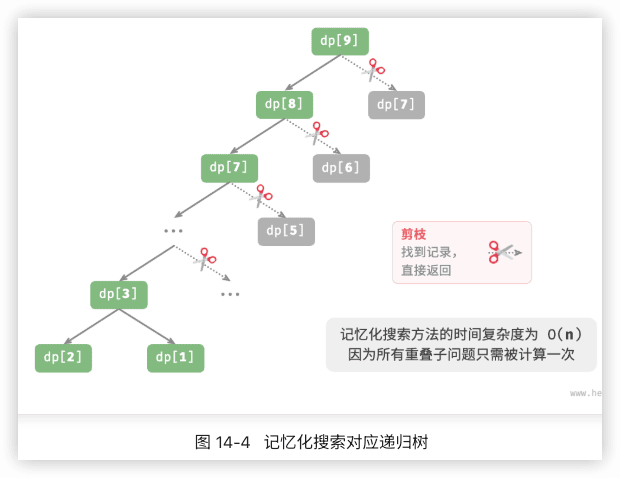 dp[9]
dp[8]
dp[7]
dp[7]
dp[6]
...
dp[5]
剪枝
找到记录，
直接返回
dp[3]
...
dp[2]
dp[1]
记忆化搜索方法的时间复杂度为 O(n)
因为所有重叠子问题只需被计算一次
www.he
图 14-4 记忆化搜索对应递归树